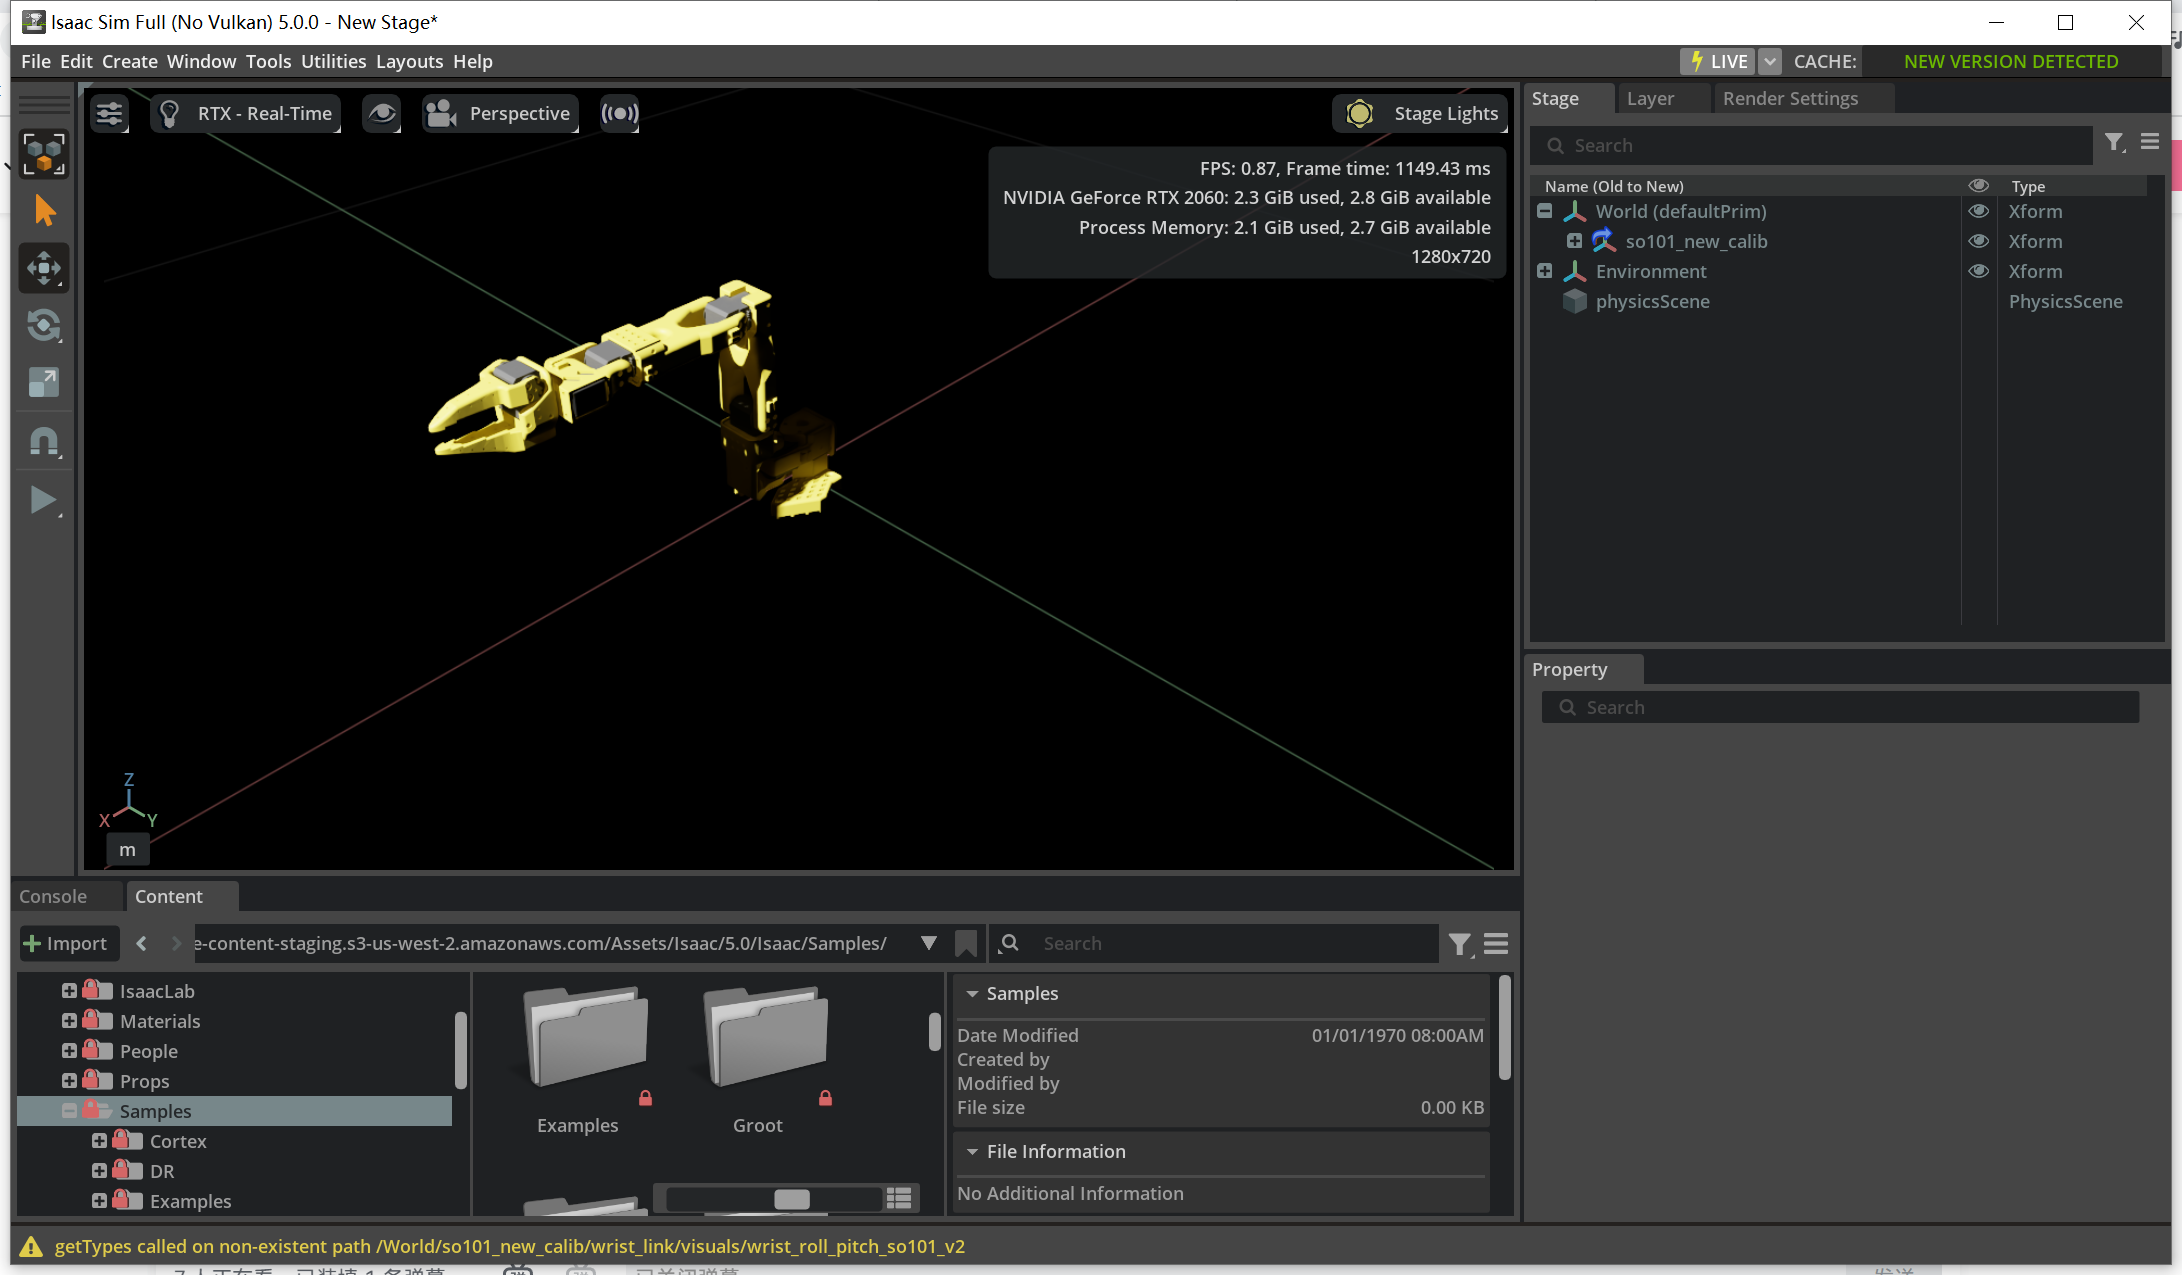 Isaac Sim Full (No Vulkan) 5.0.0 - New Stage*
File Edit Create Window Tools Utilities Layouts Help
LIVE
CACHE:
NEW VERSION DETECTED
RTX - Real-Time
Perspective
Stage Lights
FPS: 0.87, Frame time: 1149.43 ms
NVIDIA GeForce RTX 2060: 2.3 GiB used, 2.8 GiB available
Process Memory: 2.1 GiB used, 2.7 GiB available
1280x720
Z
X
Y
m
Stage
Layer
Render Settings
Search
Name (Old to New)
Type
World (defaultPrim)
Xform
so101_new_calib
Xform
Environment
Xform
physicsScene
PhysicsScene
Property
Search
Console
Content
Import
e-content-staging.s3-us-west-2.amazonaws.com/Assets/Isaac/5.0/Isaac/Samples/
Search
IsaacLab
Materials
People
Props
Samples
Cortex
DR
Examples
Examples
Groot
Samples
Date Modified
01/01/1970 08:00AM
Created by
Modified by
File size
0.00 KB
File Information
No Additional Information
getTypes called on non-existent path /World/so101_new_calib/wrist_link/visuals/wrist_roll_pitch_so101_v2